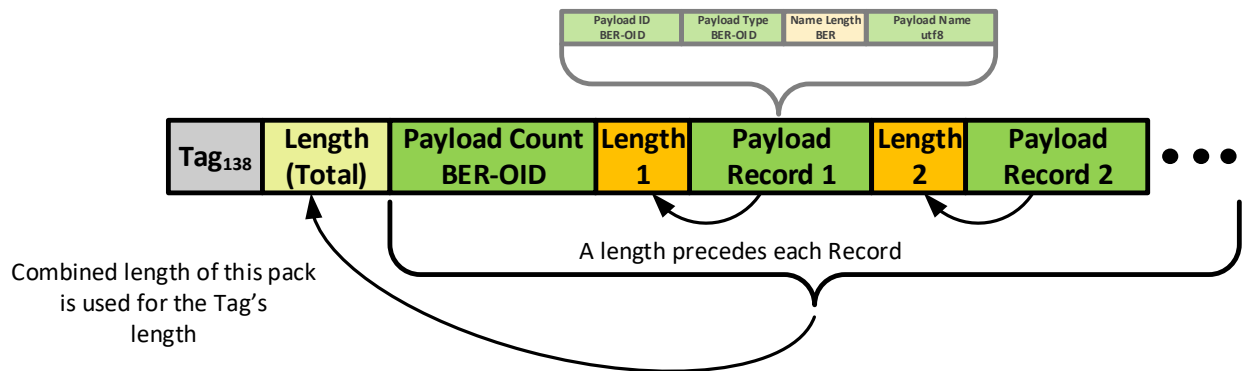 Payload ID
BER-OID
Payload Type
BER-OID
Name Length
BER
Payload Name
utf8
Tag₁₃₈
Length
(Total)
Payload Count
BER-OID
Length
1
Payload
Record 1
Length
2
Payload
Record 2
A length precedes each Record
Combined length of this pack
is used for the Tag’s
length